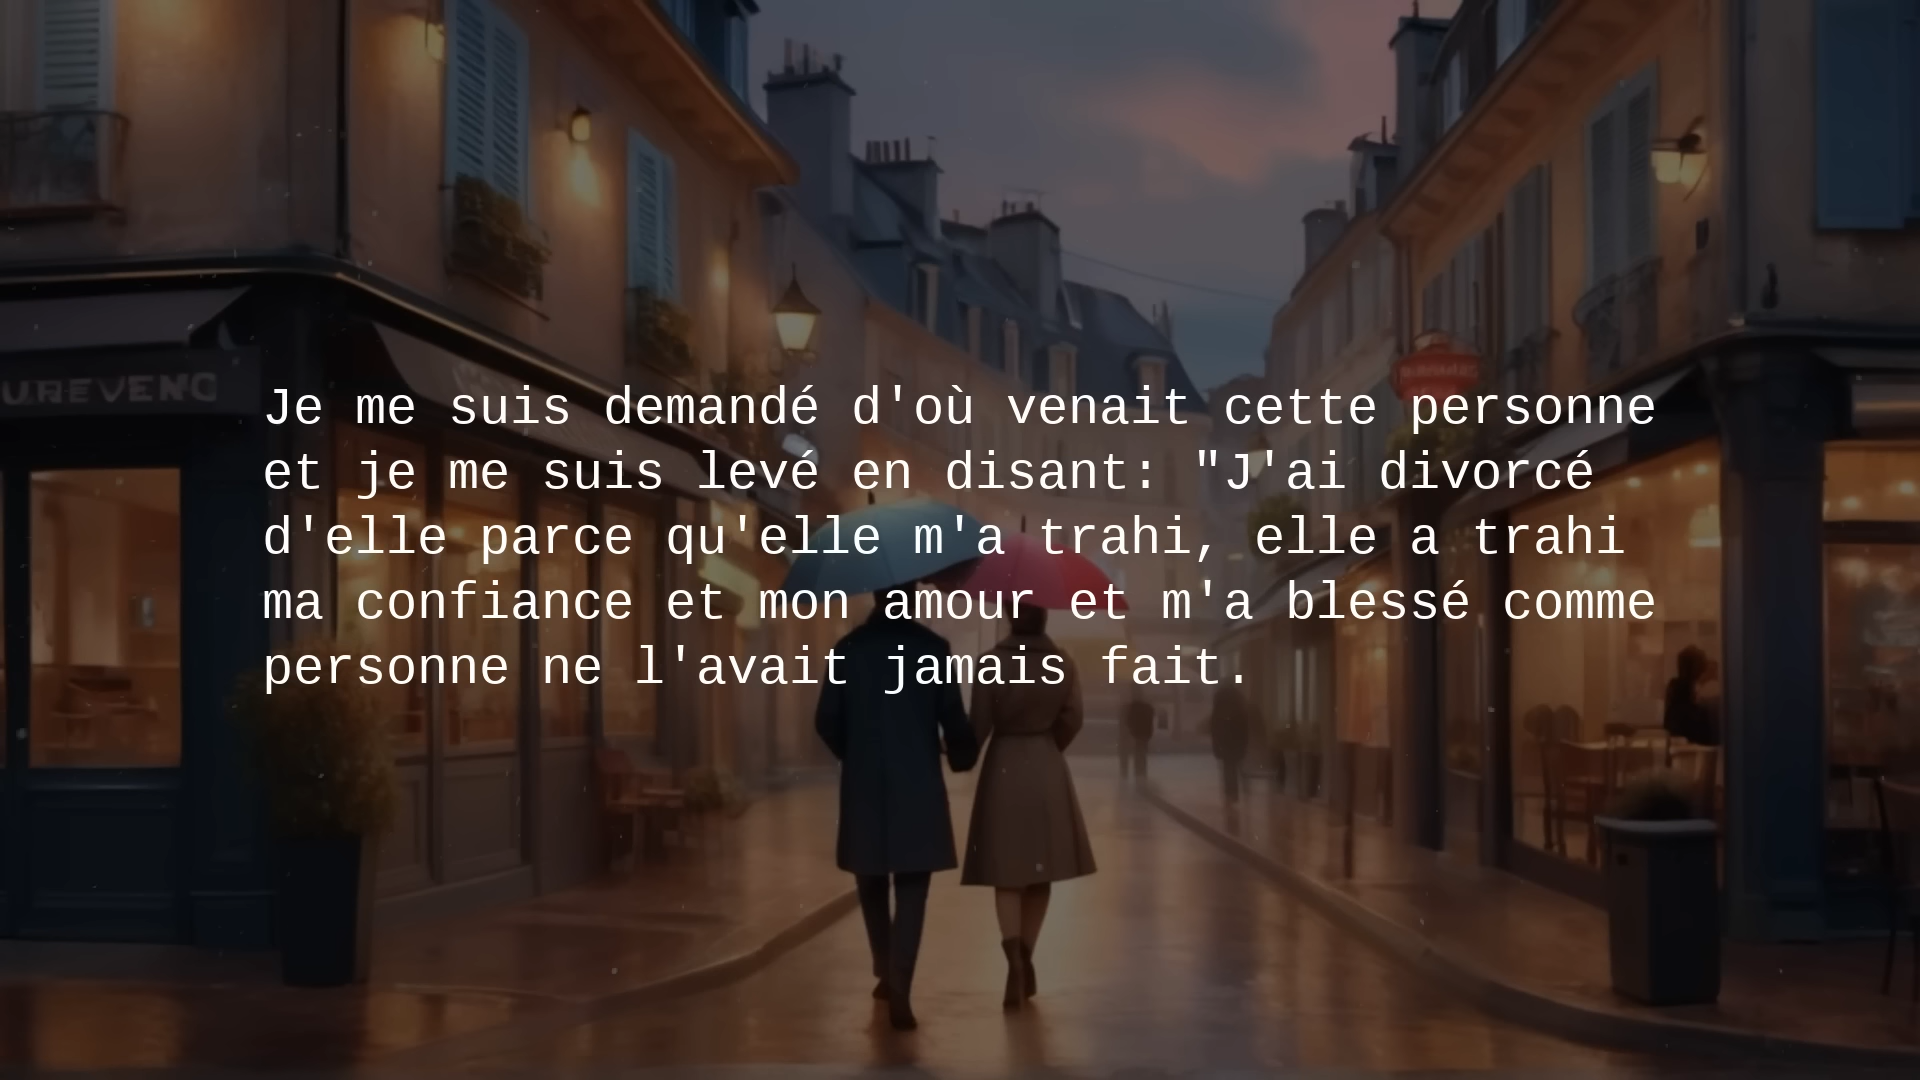 UREVENC
Je me suis demandé d'où venait cette personne
et je me suis levé en disant: "J'ai divorcé
d'elle parce qu'elle m'a trahi, elle a trahi
ma confiance et mon amour et m'a blessé comme
personne ne l'avait jamais fait.